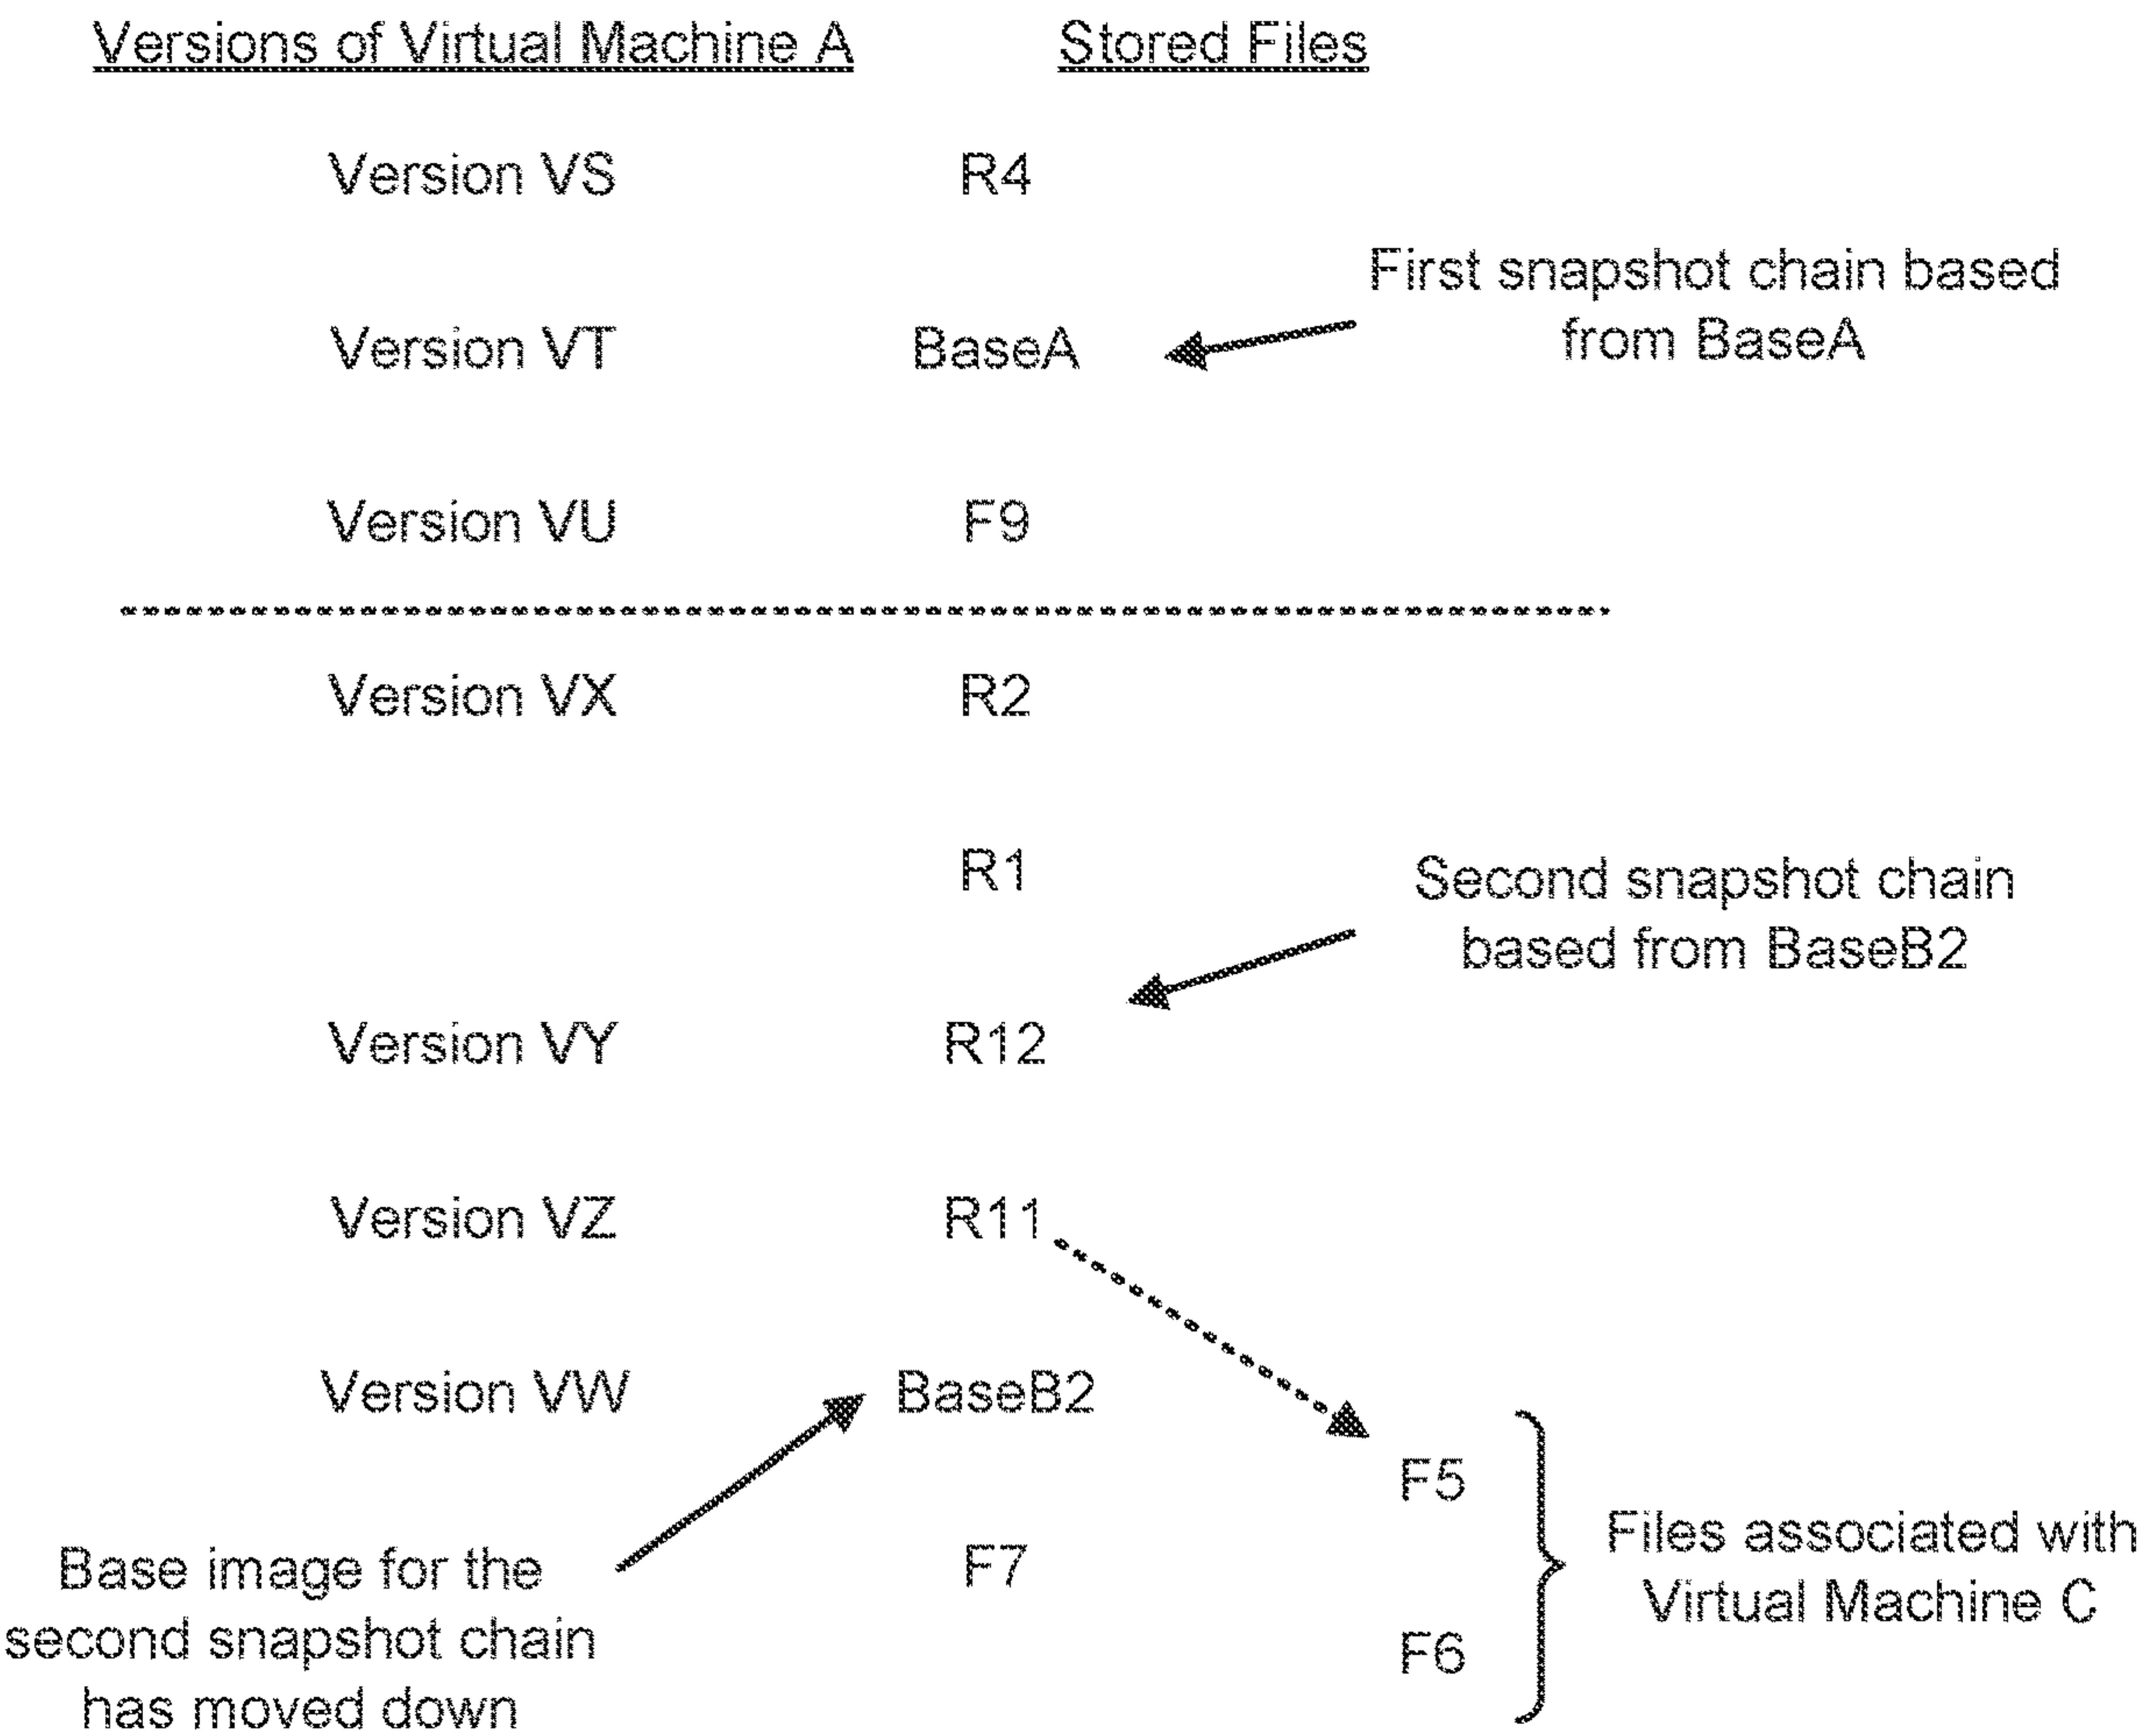 Versions of Virtual Machine A    Stored Files
Version VS    R4
First snapshot chain based
from BaseA
Version VT    BaseA
Version VU    F9
Version VX    R2
R1
Second snapshot chain
based from BaseB2
Version VY    R12
Version VZ    R11
Version VW    BaseB2
F5
F7
F6
Files associated with
Virtual Machine C
Base image for the
second snapshot chain
has moved down